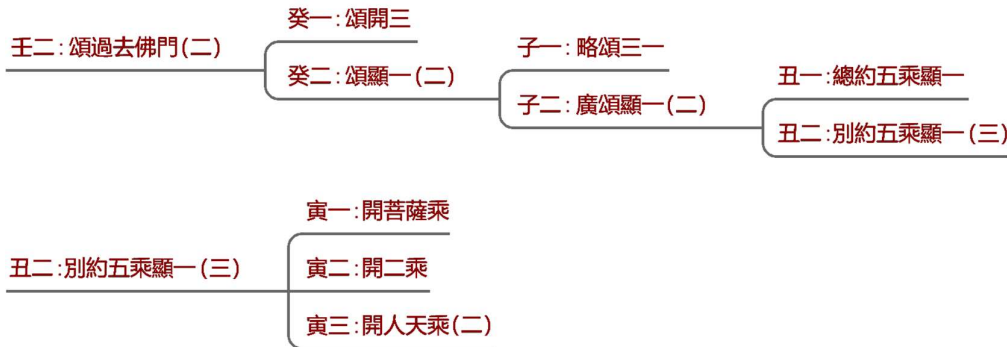 壬二:頌過去佛門(二)
癸一:頌開三
癸二:頌顯一(二)
子一:略頌三一
子二:廣頌顯一(二)
丑一:總約五乘顯一
丑二:別約五乘顯一(三)
丑二:別約五乘顯一(三)
寅一:開菩薩乘
寅二:開二乘
寅三:開人天乘(二)